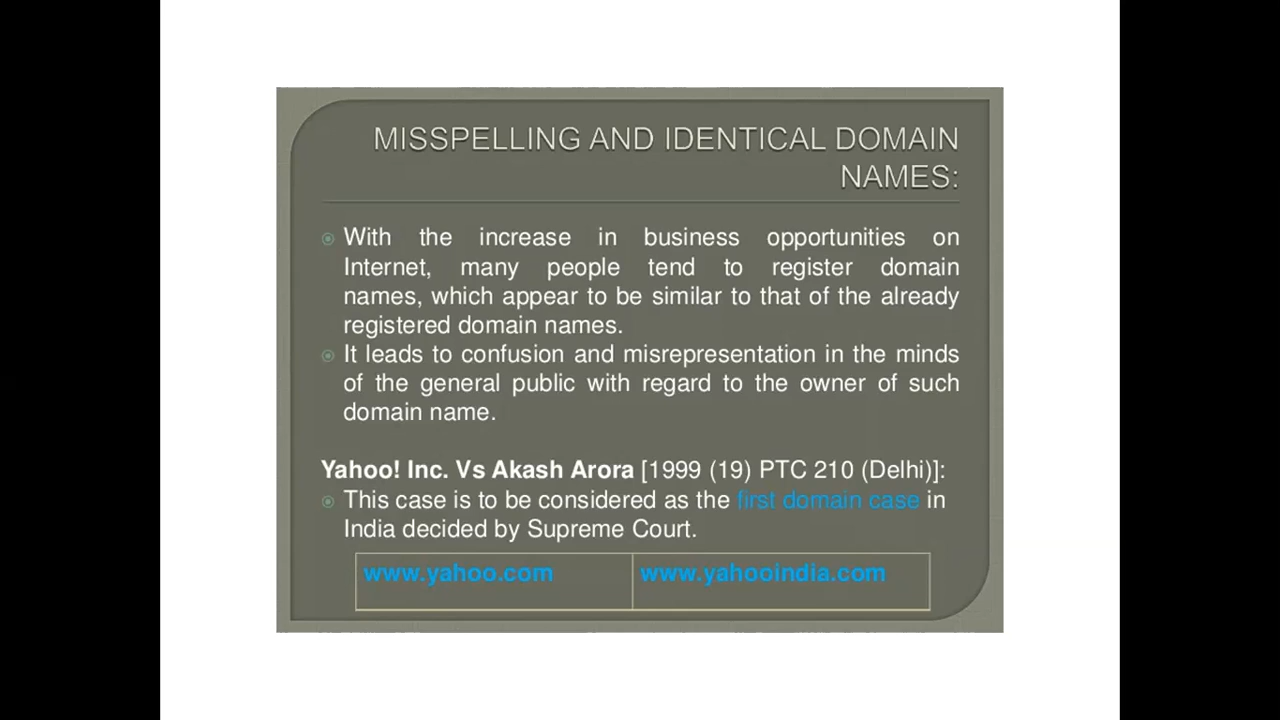 MISSPELLING AND IDENTICAL DOMAIN
NAMES:
With the increase in business opportunities on
Internet, many people tend to register domain
names, which appear to be similar to that of the already
registered domain names.
It leads to confusion and misrepresentation in the minds
of the general public with regard to the owner of such
domain name.
Yahoo! Inc. Vs Akash Arora [1999 (19) PTC 210 (Delhi)]:
This case is to be considered as the first domain case in
India decided by Supreme Court.
www.yahoo.com www.yahooindia.com